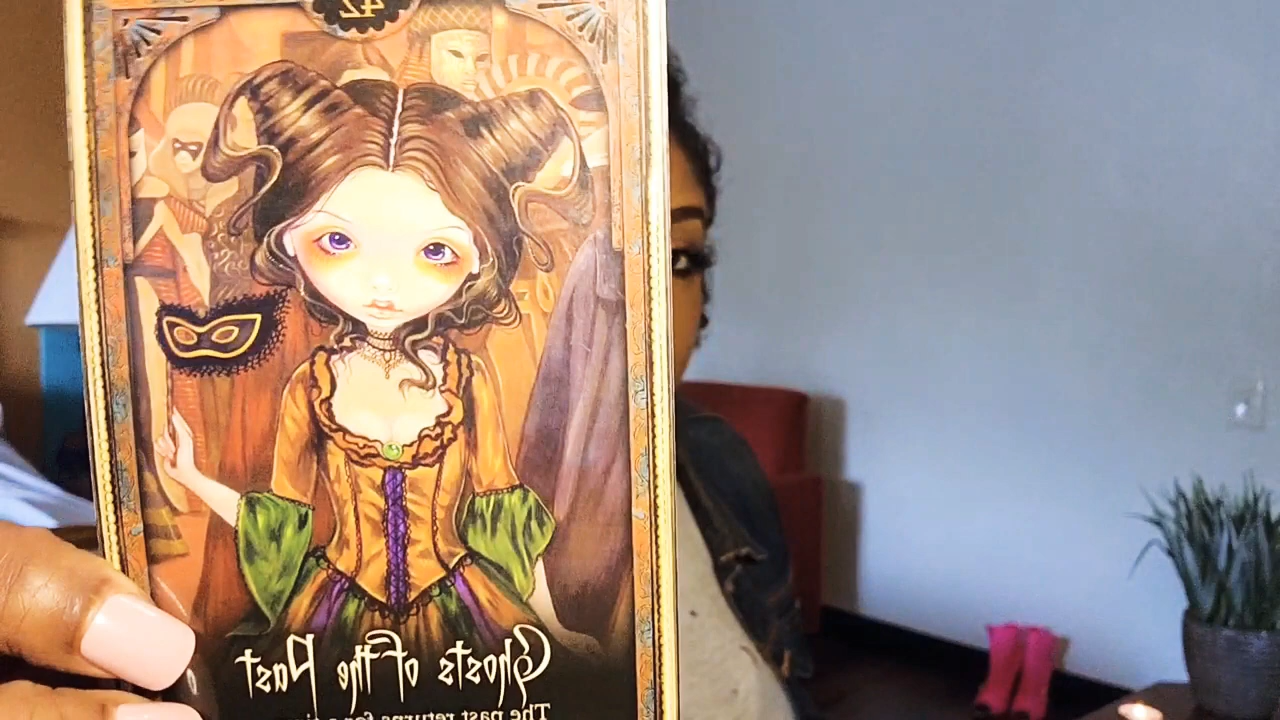 42
Ghosts of the Past
The past returns for a